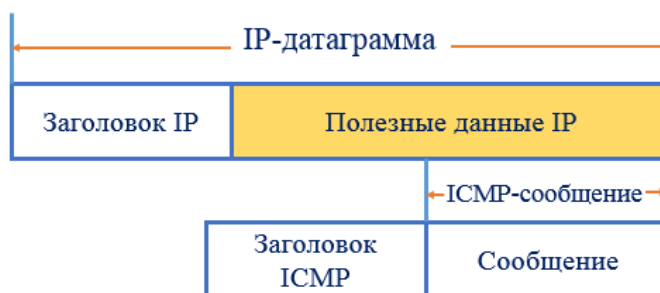 IP-датаграмма
Заголовок IP
Полезные данные IP
ICMP-сообщение
Заголовок
ICMP
Сообщение